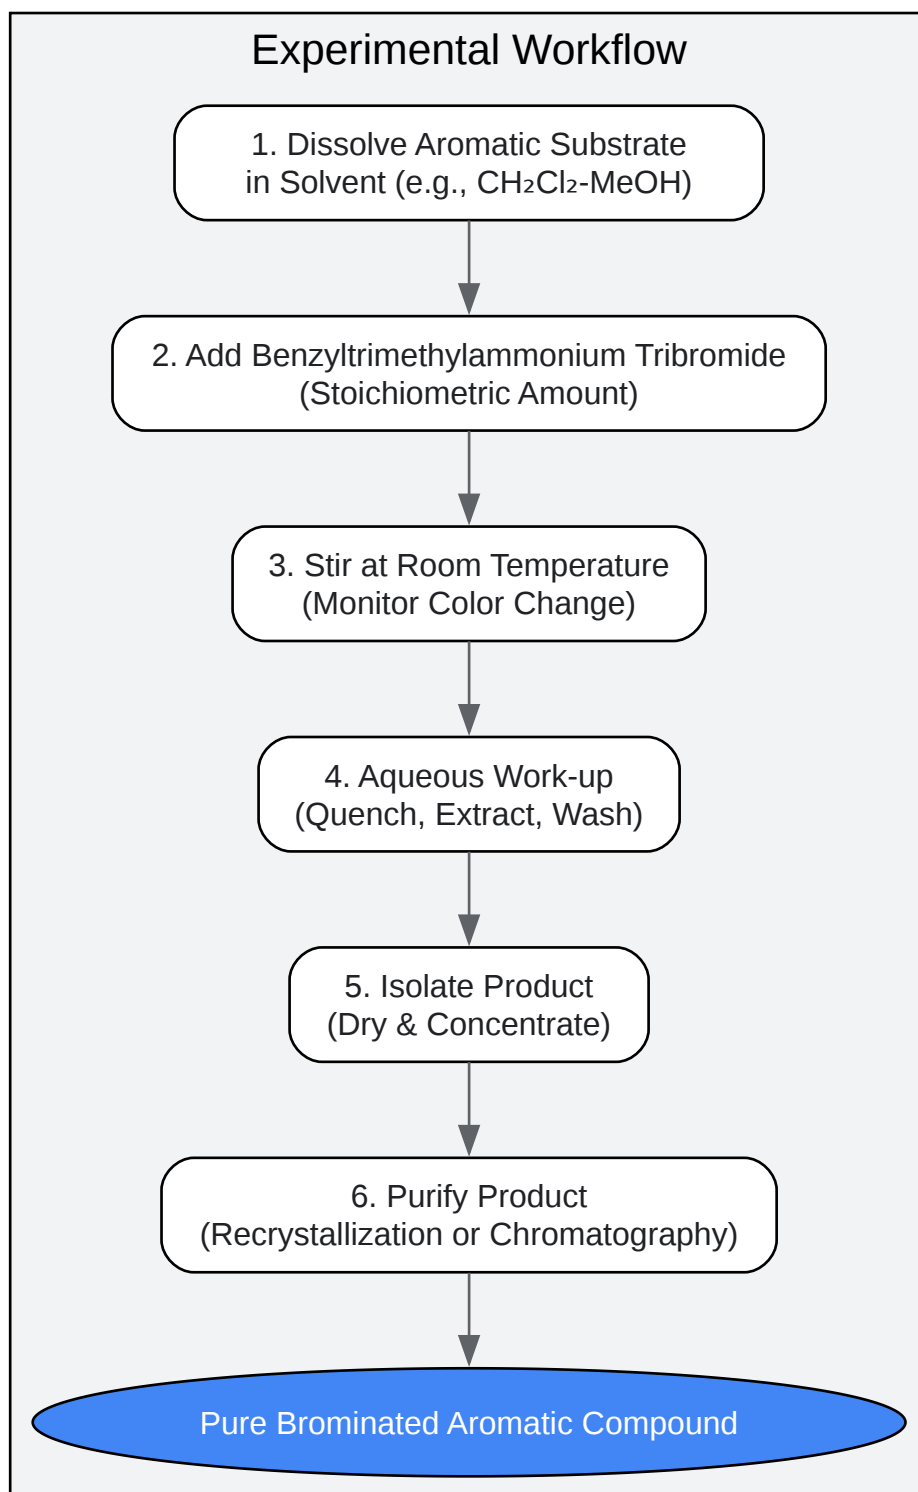 Experimental Workflow
1. Dissolve Aromatic Substrate
in Solvent (e.g., CH₂Cl₂-MeOH)
2. Add Benzyltrimethylammonium Tribromide
(Stoichiometric Amount)
3. Stir at Room Temperature
(Monitor Color Change)
4. Aqueous Work-up
(Quench, Extract, Wash)
5. Isolate Product
(Dry & Concentrate)
6. Purify Product
(Recrystallization or Chromatography)
Pure Brominated Aromatic Compound